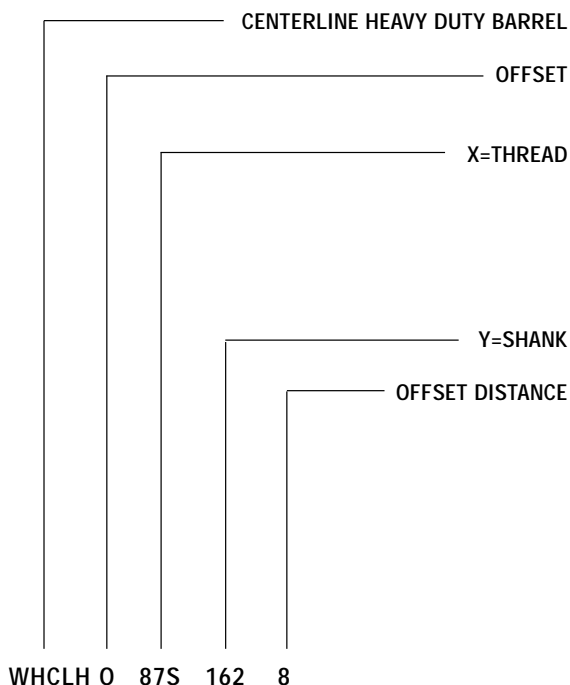 CENTERLINE HEAVY DUTY BARREL
OFFSET
X=THREAD
Y=SHANK
OFFSET DISTANCE
WHCLH O 87S 162 8